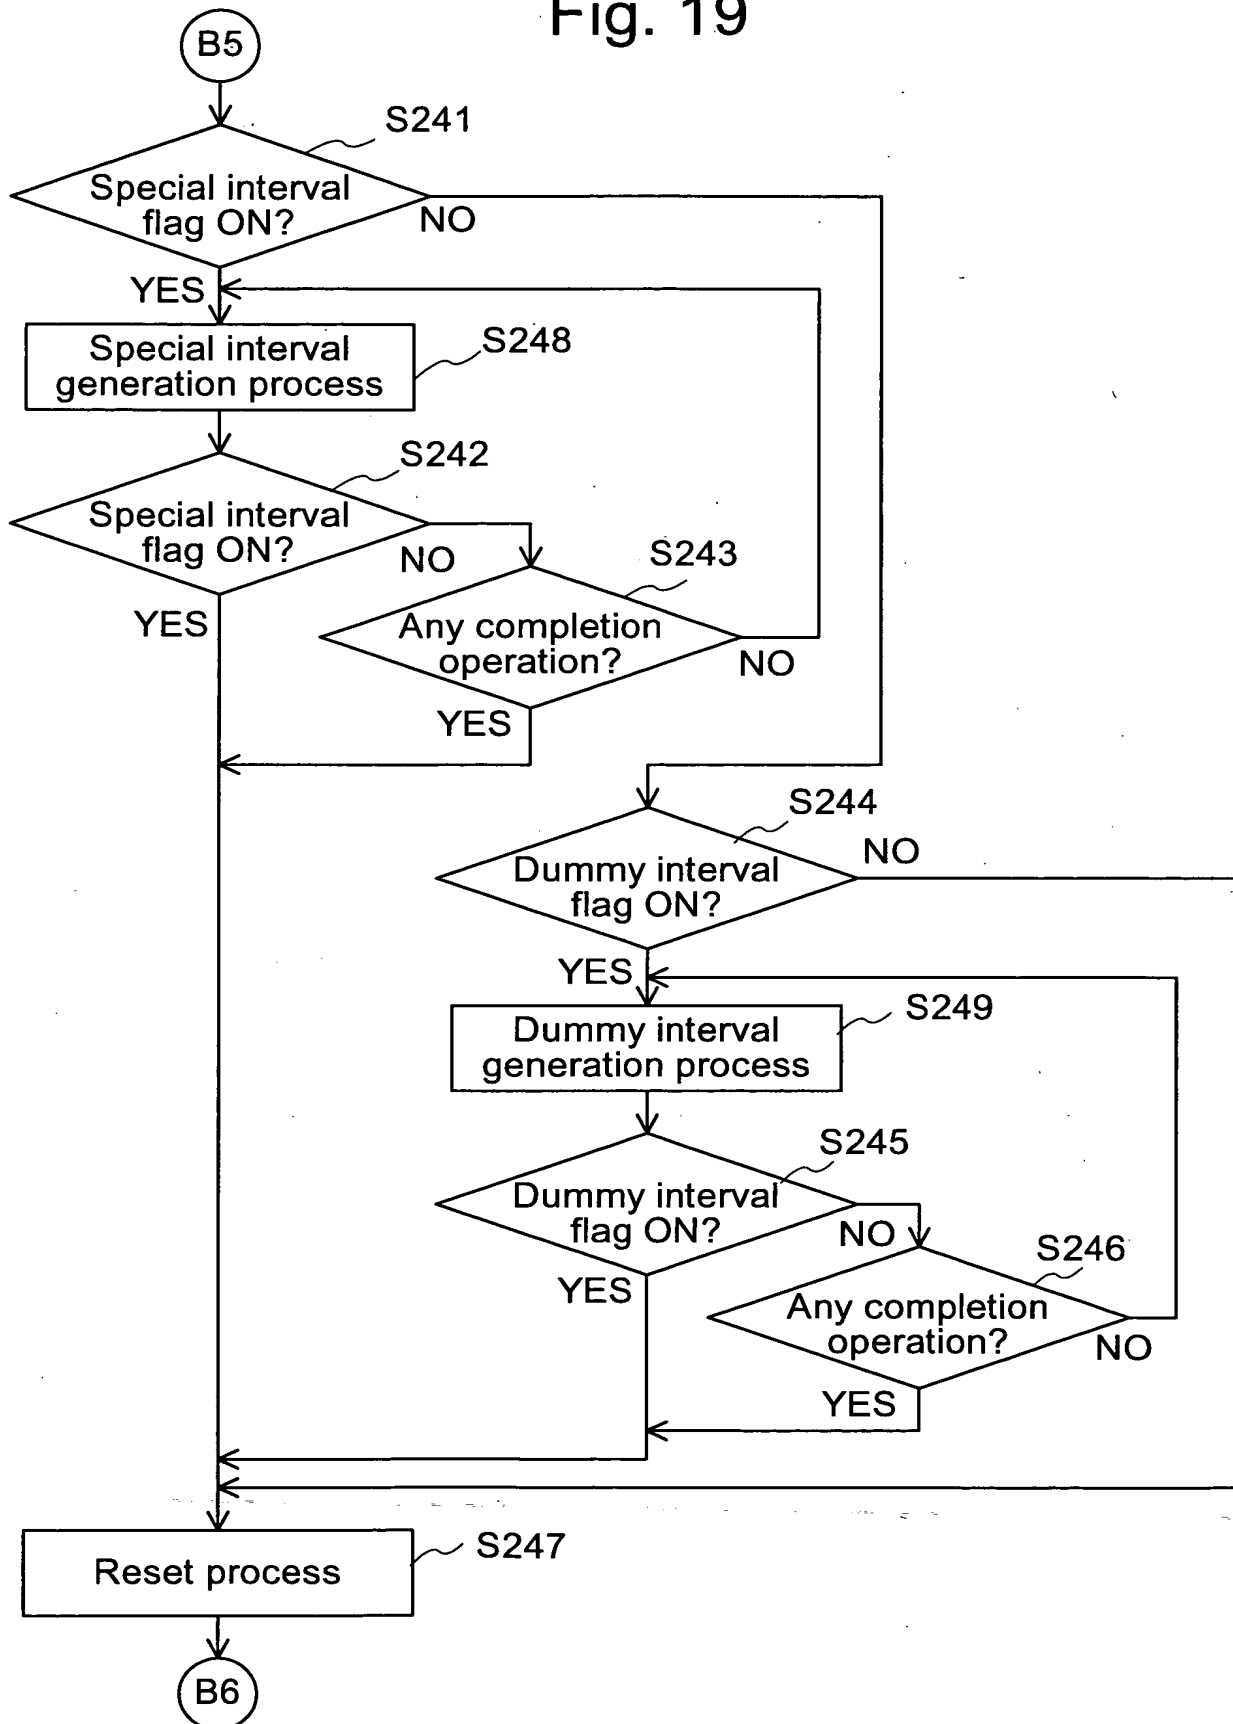 Fig. 19
B5
S241
Special interval
flag ON?
NO
YES
Special interval
generation process
S248
S242
Special interval
flag ON?
NO
YES
S243
Any completion
operation?
NO
YES
S244
Dummy interval
flag ON?
NO
YES
Dummy interval
generation process
S249
S245
Dummy interval
flag ON?
NO
YES
S246
Any completion
operation?
NO
YES
Reset process
S247
B6